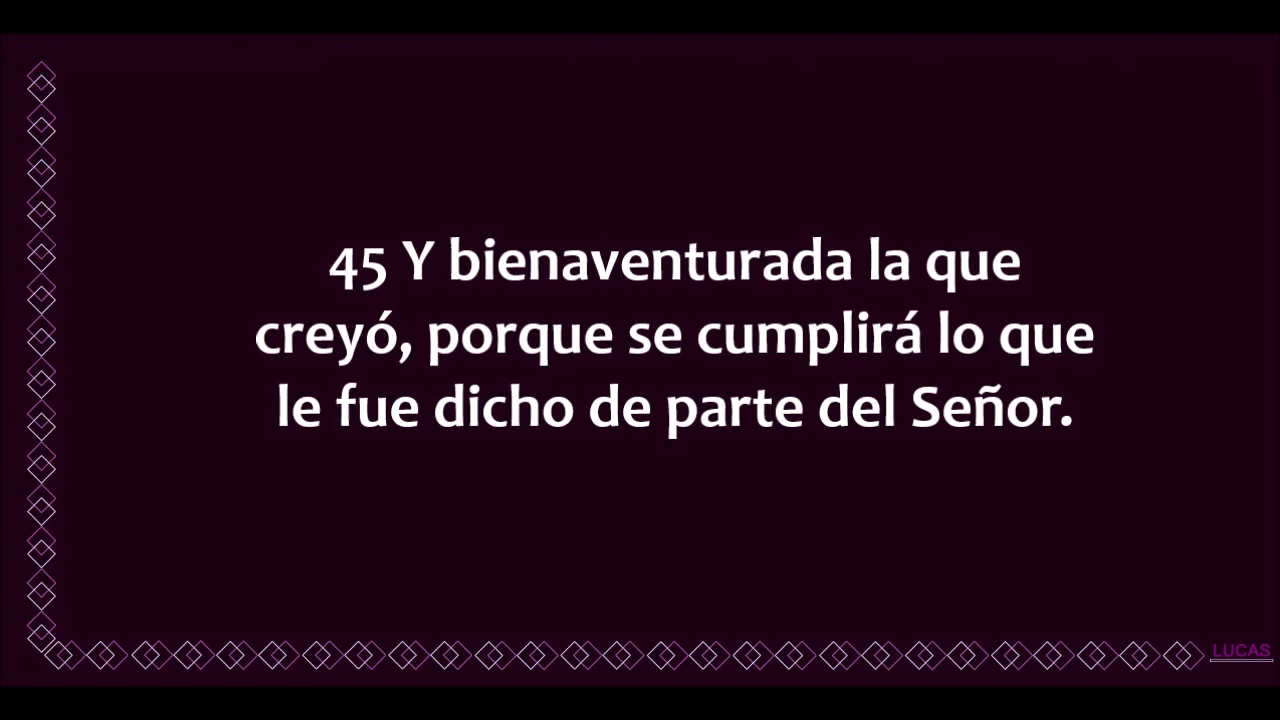 45 Y bienaventurada la que
creyó, porque se cumplirá lo que
le fue dicho de parte del Señor.
LUCAS